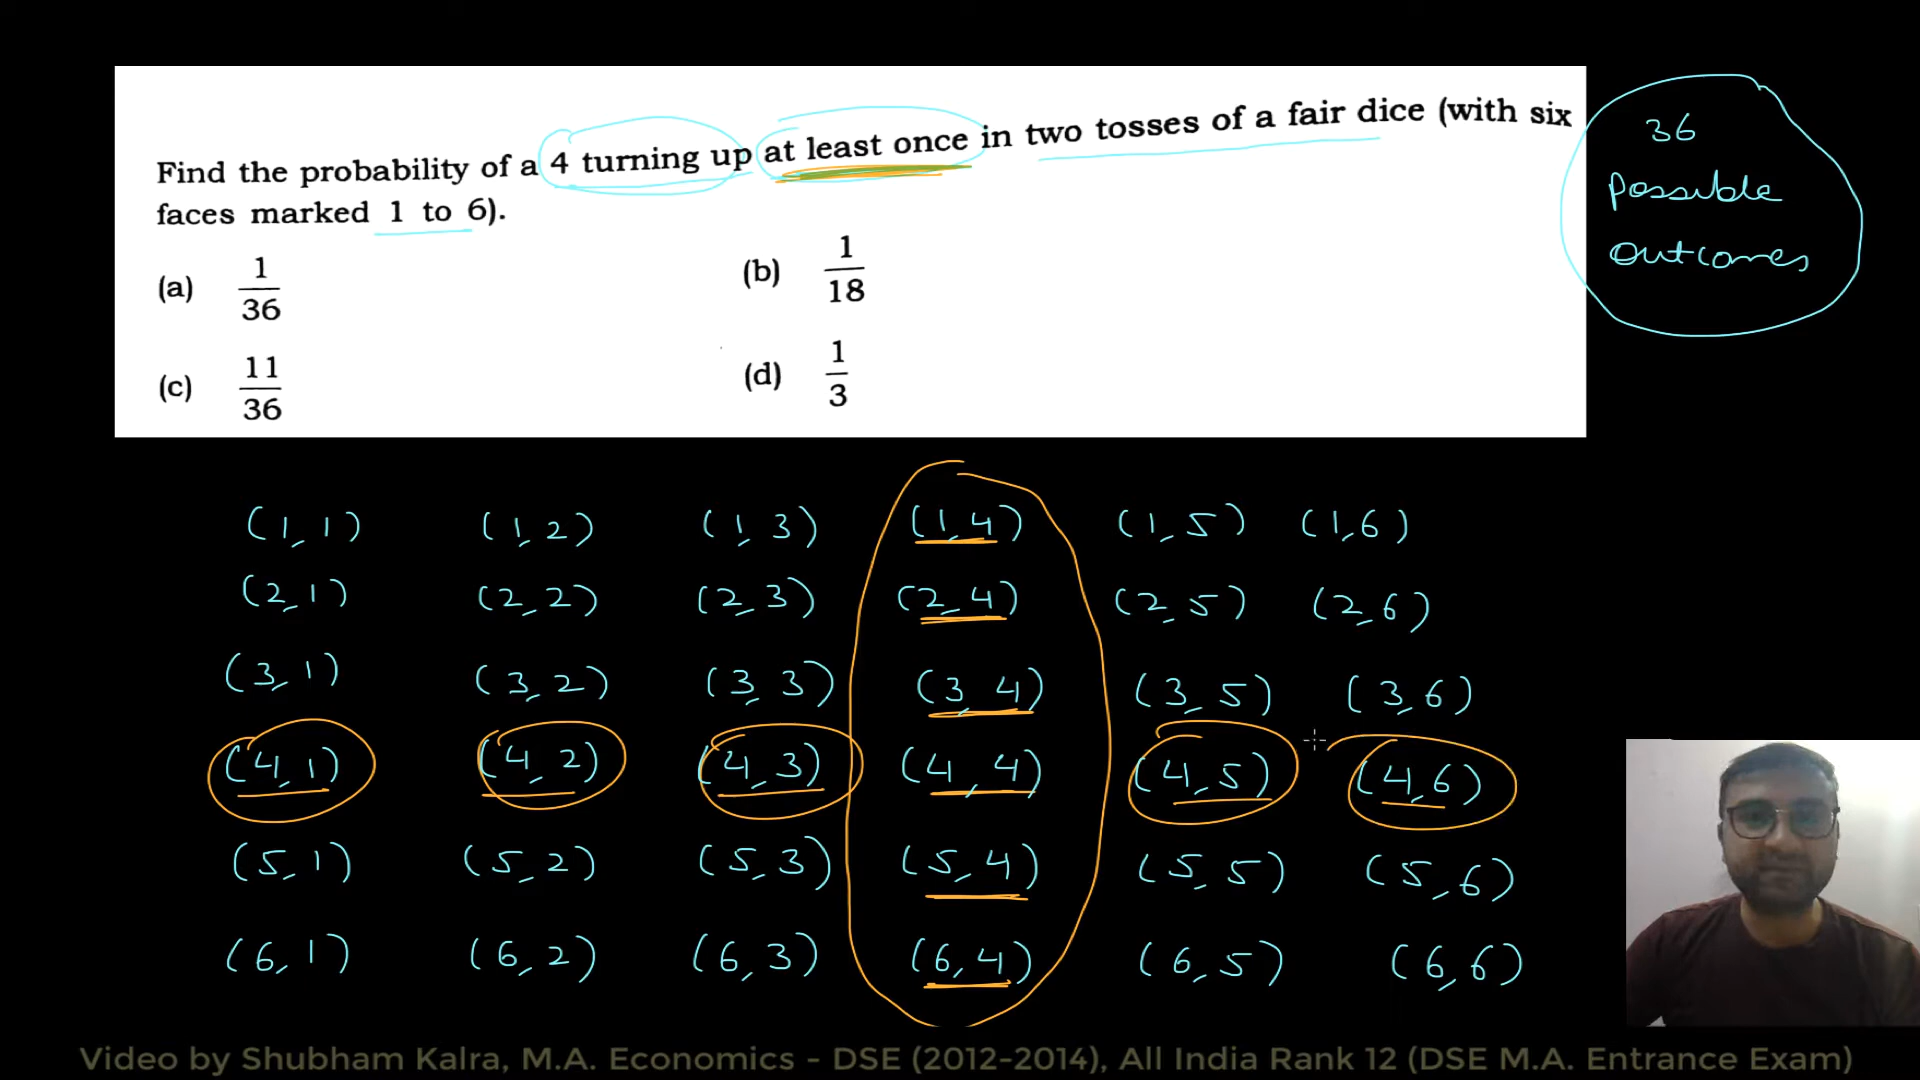 Find the probability of a 4 turning up at least once in two tosses of a fair dice (with six
faces marked 1 to 6).
(a) 1/36
(b) 1/18
(c) 11/36
(d) 1/3
36
possible
outcomes
(1,1) (1,2) (1,3) (1,4) (1,5) (1,6)
(2,1) (2,2) (2,3) (2,4) (2,5) (2,6)
(3,1) (3,2) (3,3) (3,4) (3,5) (3,6)
(4,1) (4,2) (4,3) (4,4) (4,5) (4,6)
(5,1) (5,2) (5,3) (5,4) (5,5) (5,6)
(6,1) (6,2) (6,3) (6,4) (6,5) (6,6)
Video by Shubham Kalra, M.A. Economics - DSE (2012-2014), All India Rank 12 (DSE M.A. Entrance Exam)